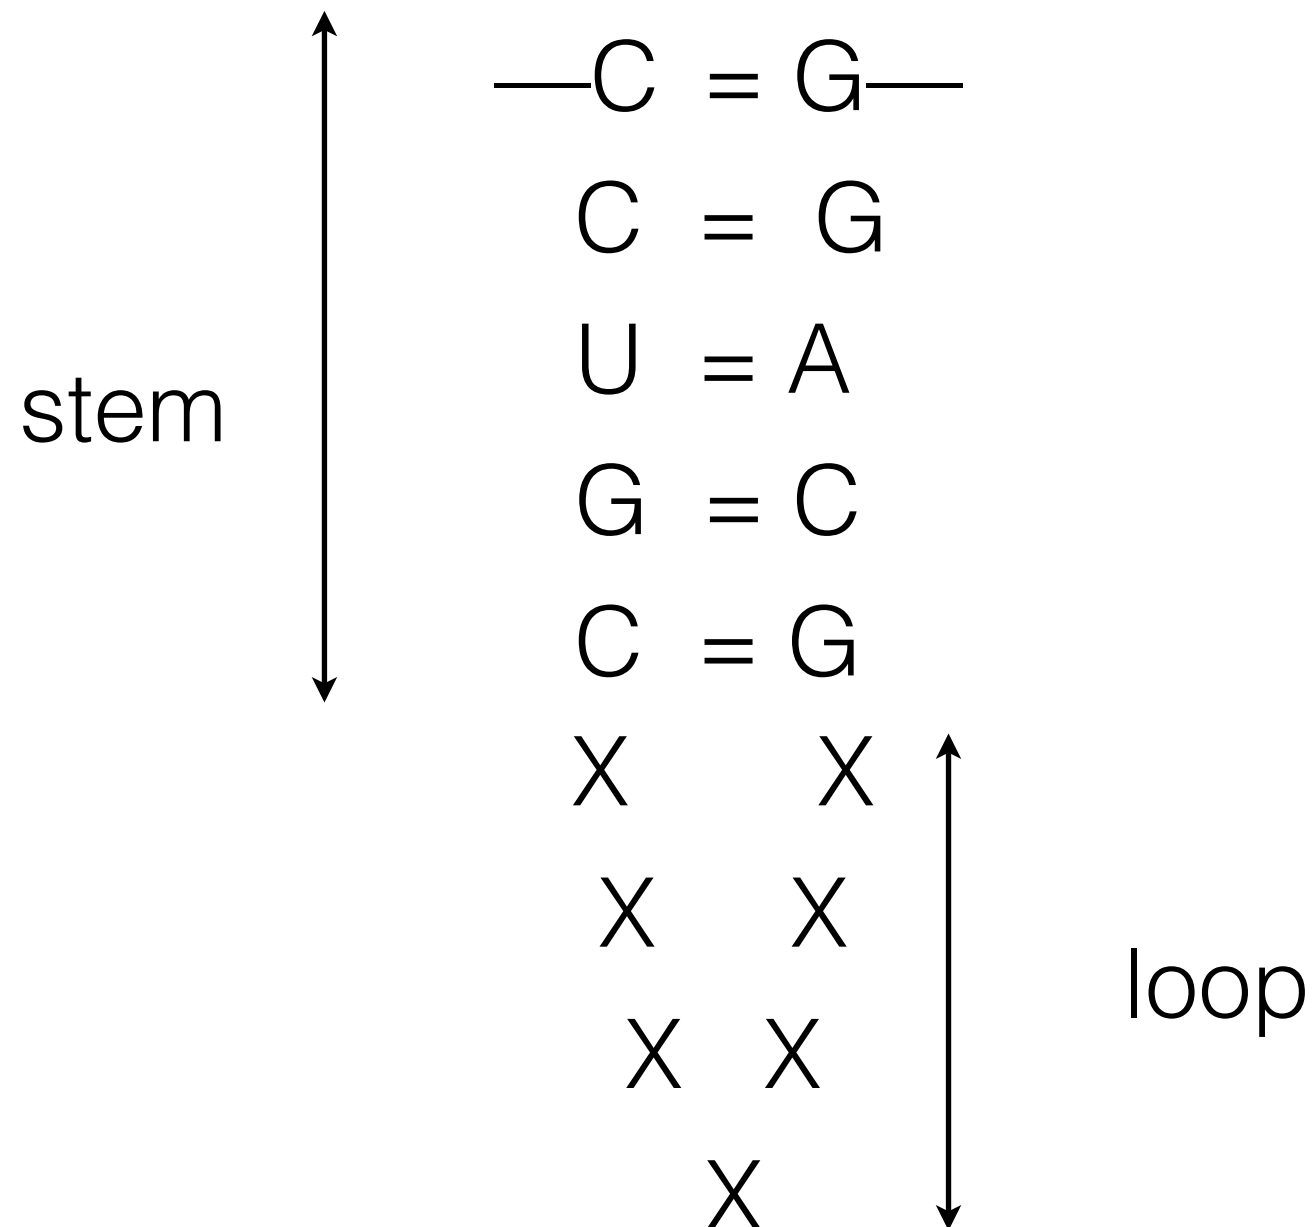 C = G
C = G
U = A
stem
G = C
C = G
X X
X X
loop
X X
X